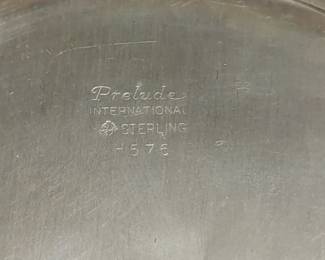 Prelude
INTERNATIONAL
STERLING
H576